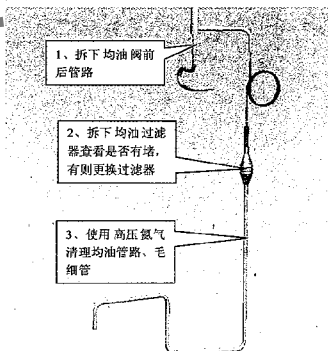 1、拆下均油阀前
后管路
2、拆下均油过滤
器查看是否有堵,
有则更换过滤器
3、使用高压氮气
清理均油管路、毛
细管